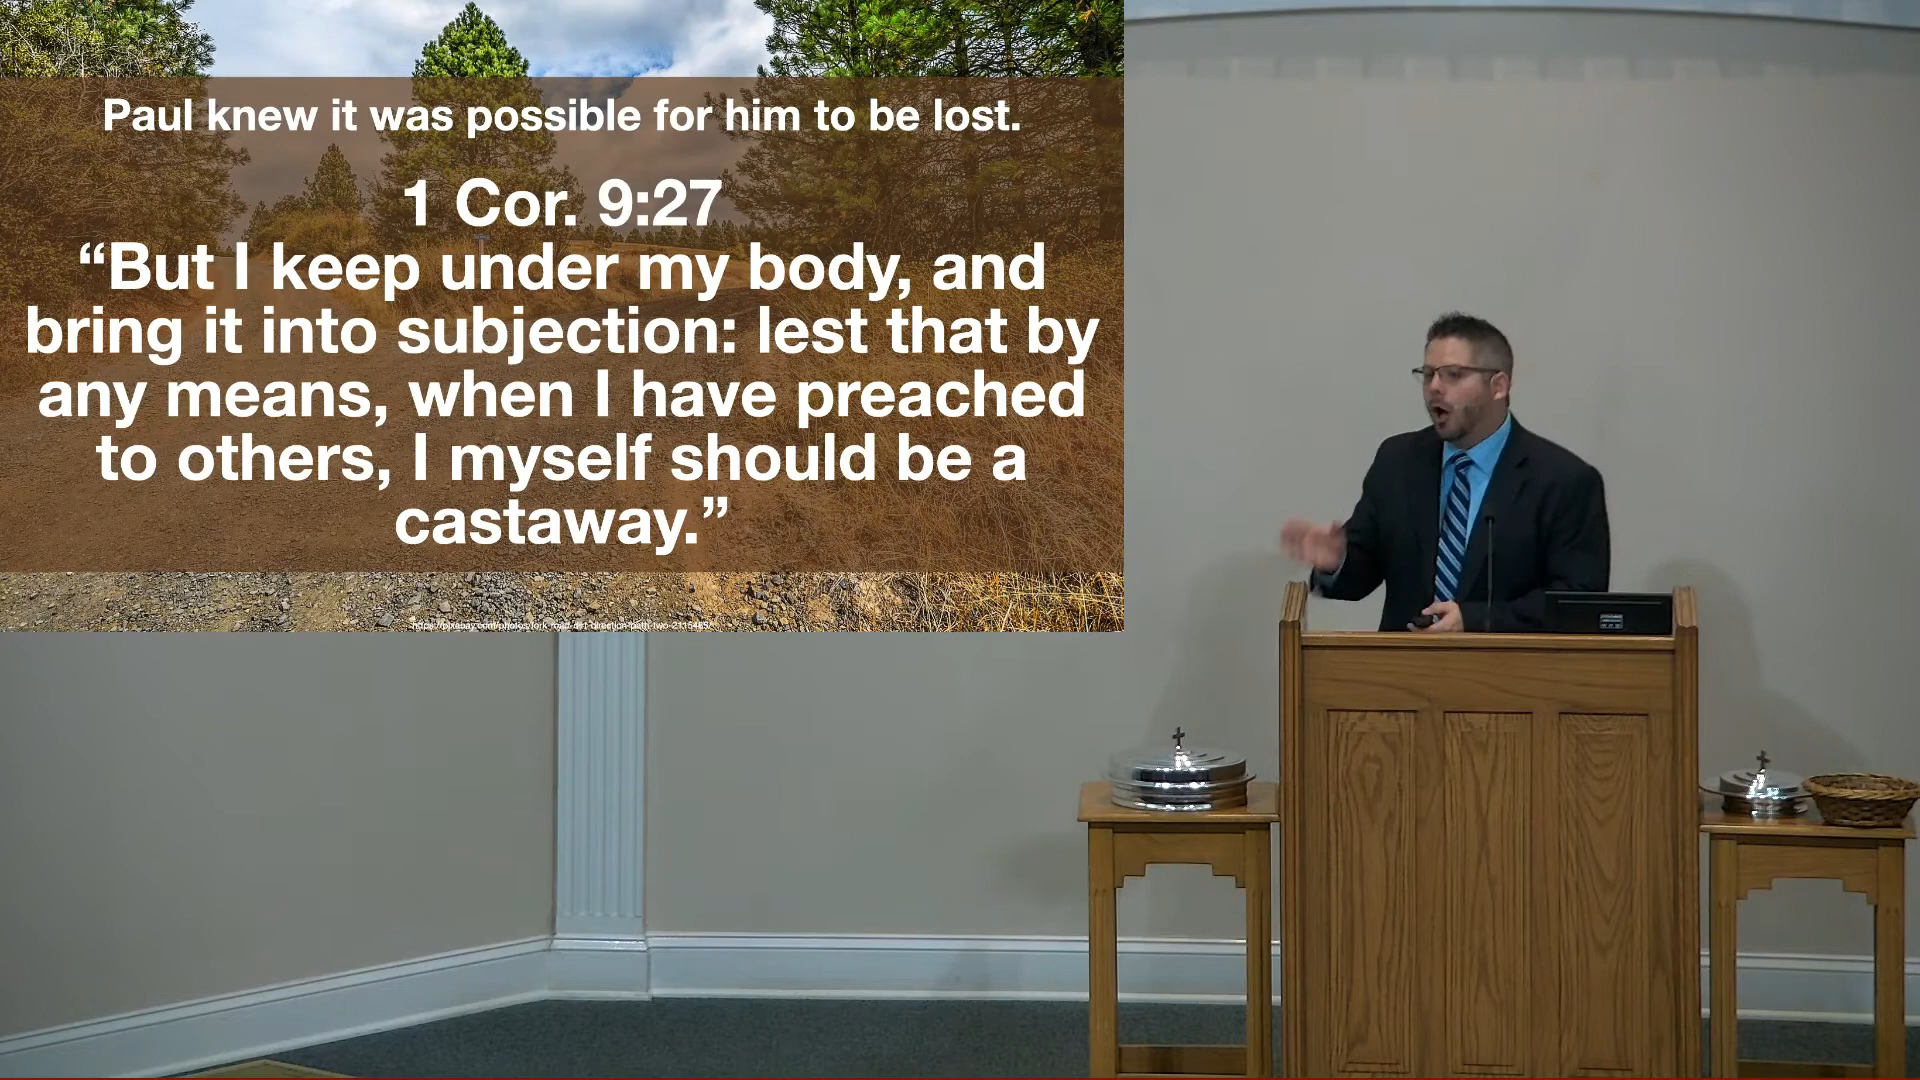 Paul knew it was possible for him to be lost.
1 Cor. 9:27
“But I keep under my body, and
bring it into subjection: lest that by
any means, when I have preached
to others, I myself should be a
castaway.”